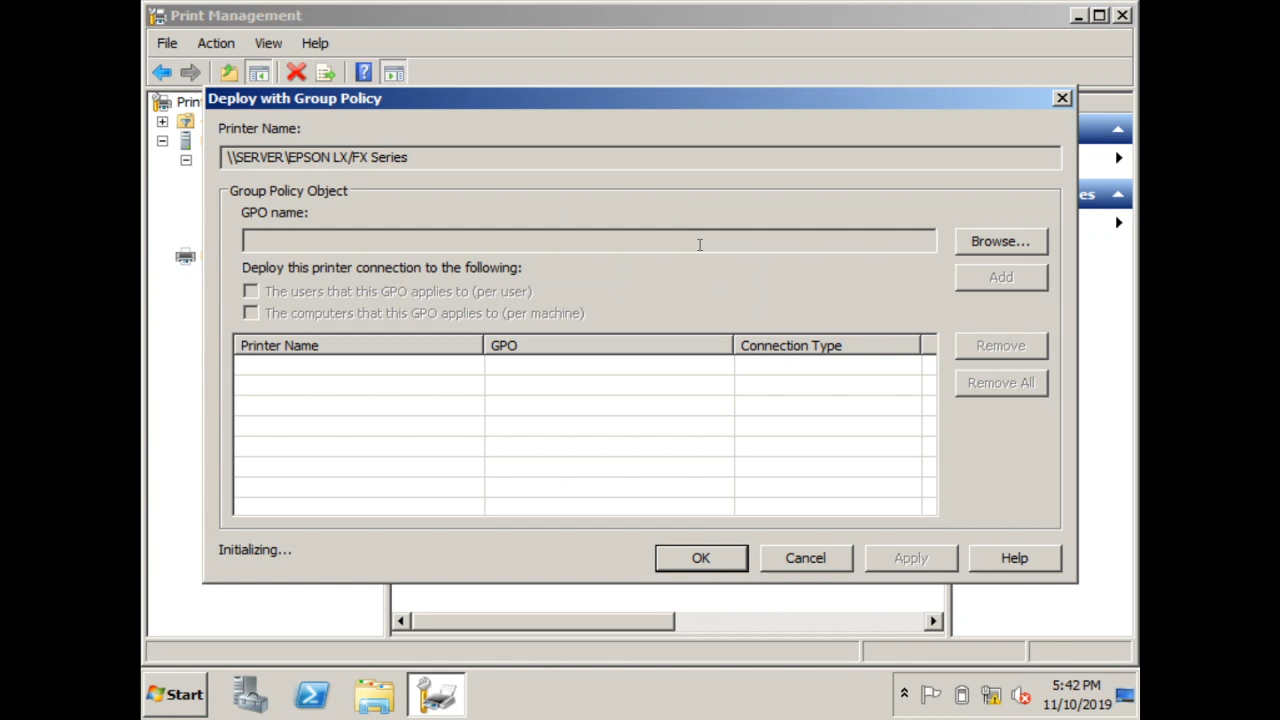 Print Management
File Action View Help
Prin
Deploy with Group Policy
Printer Name:
\\SERVER\EPSON LX/FX Series
Group Policy Object
GPO name:
Browse...
es
Deploy this printer connection to the following:
Add
The users that this GPO applies to (per user)
The computers that this GPO applies to (per machine)
Printer Name GPO Connection Type
Remove
Remove All
Initializing...
OK Cancel Apply Help
Start
5:42 PM
11/10/2019